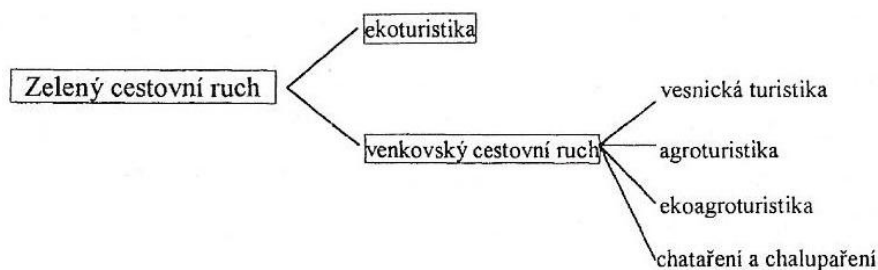 ekoturistika
Zelený cestovní ruch
vesnická turistika
venkovský cestovní ruch
agroturistika
ekoagroturistika
chataření a chalupaření